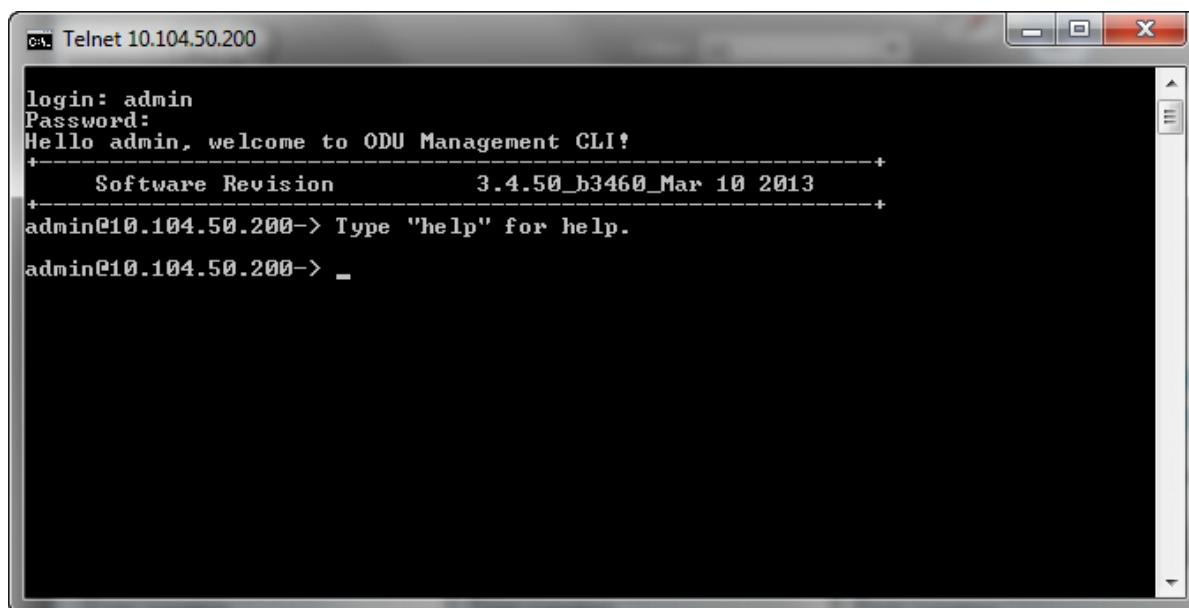 Telnet 10.104.50.200
login: admin
Password:
Hello admin, welcome to ODU Management CLI!
+-----------------------------------------------------------+
Software Revision 3.4.50_b3460_Mar 10 2013
+-----------------------------------------------------------+
admin@10.104.50.200-> Type "help" for help.
admin@10.104.50.200-> _